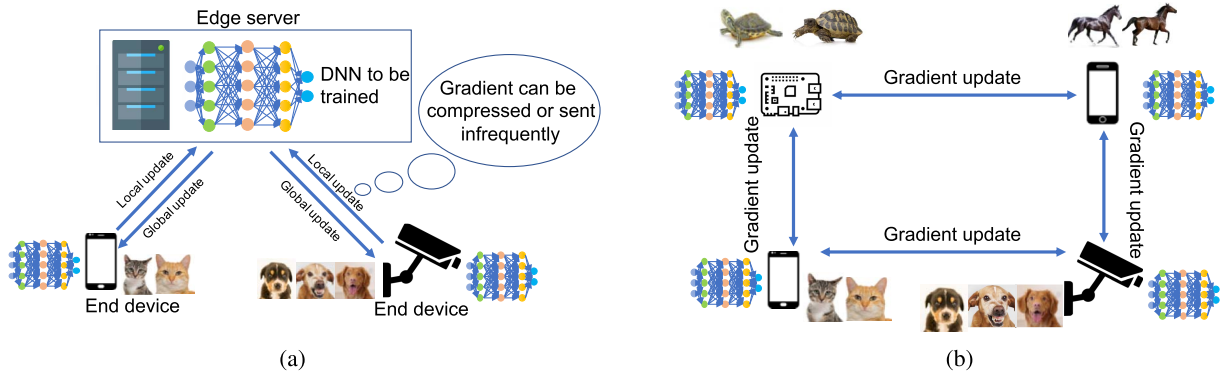 Edge server
DNN to be
trained
Gradient can be
compressed or sent
infrequently
Local update
Global update
Local update
Global update
End device
End device
(a)
Gradient update
Gradient update
Gradient update
Gradient update
(b)